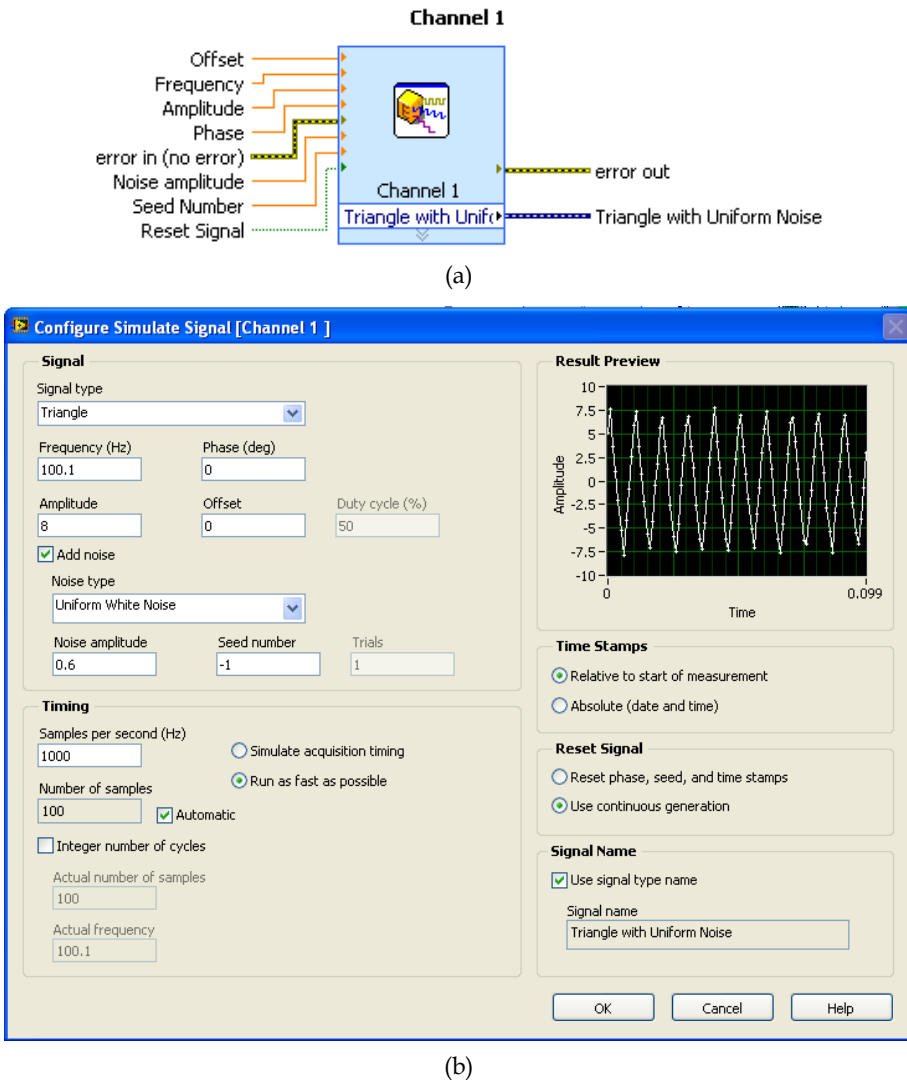 Channel 1
Offset
Frequency
Amplitude
Phase
error in (no error)
Noise amplitude
Seed Number
Reset Signal
Channel 1
Triangle with Unif
error out
Triangle with Uniform Noise
(a)
Configure Simulate Signal [Channel 1 ]
Signal
Signal type
Triangle
Frequency (Hz) Phase (deg)
100.1 0
Amplitude Offset Duty cycle (%)
8 0 50
Add noise
Noise type
Uniform White Noise
Noise amplitude Seed number Trials
0.6 -1 1
Timing
Samples per second (Hz)
1000
Simulate acquisition timing
Run as fast as possible
Number of samples
100 Automatic
Integer number of cycles
Actual number of samples
100
Actual frequency
100.1
Result Preview
Amplitude
10
7.5
5
2.5
0
-2.5
-5
-7.5
-10
0 0.099
Time
Time Stamps
Relative to start of measurement
Absolute (date and time)
Reset Signal
Reset phase, seed, and time stamps
Use continuous generation
Signal Name
Use signal type name
Signal name
Triangle with Uniform Noise
OK Cancel Help
(b)